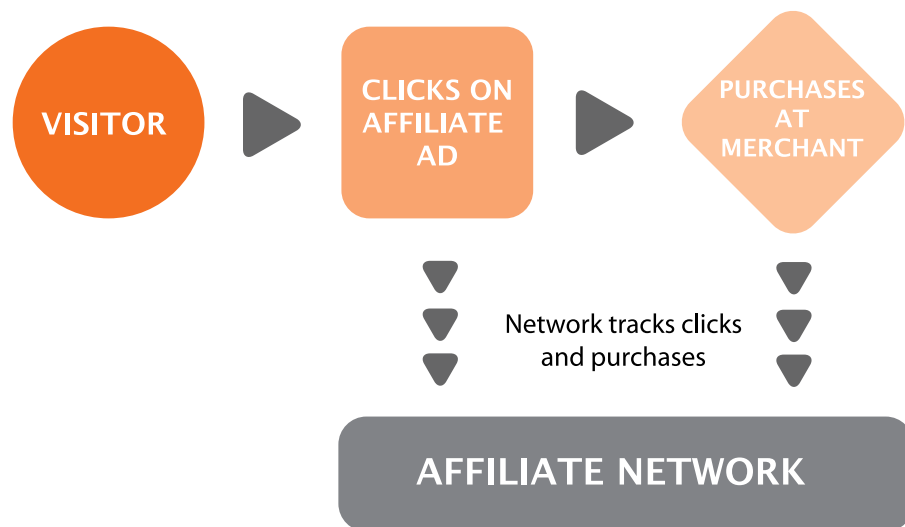 VISITOR
CLICKS ON
AFFILIATE
AD
PURCHASES
AT
MERCHANT
Network tracks clicks
and purchases
AFFILIATE NETWORK